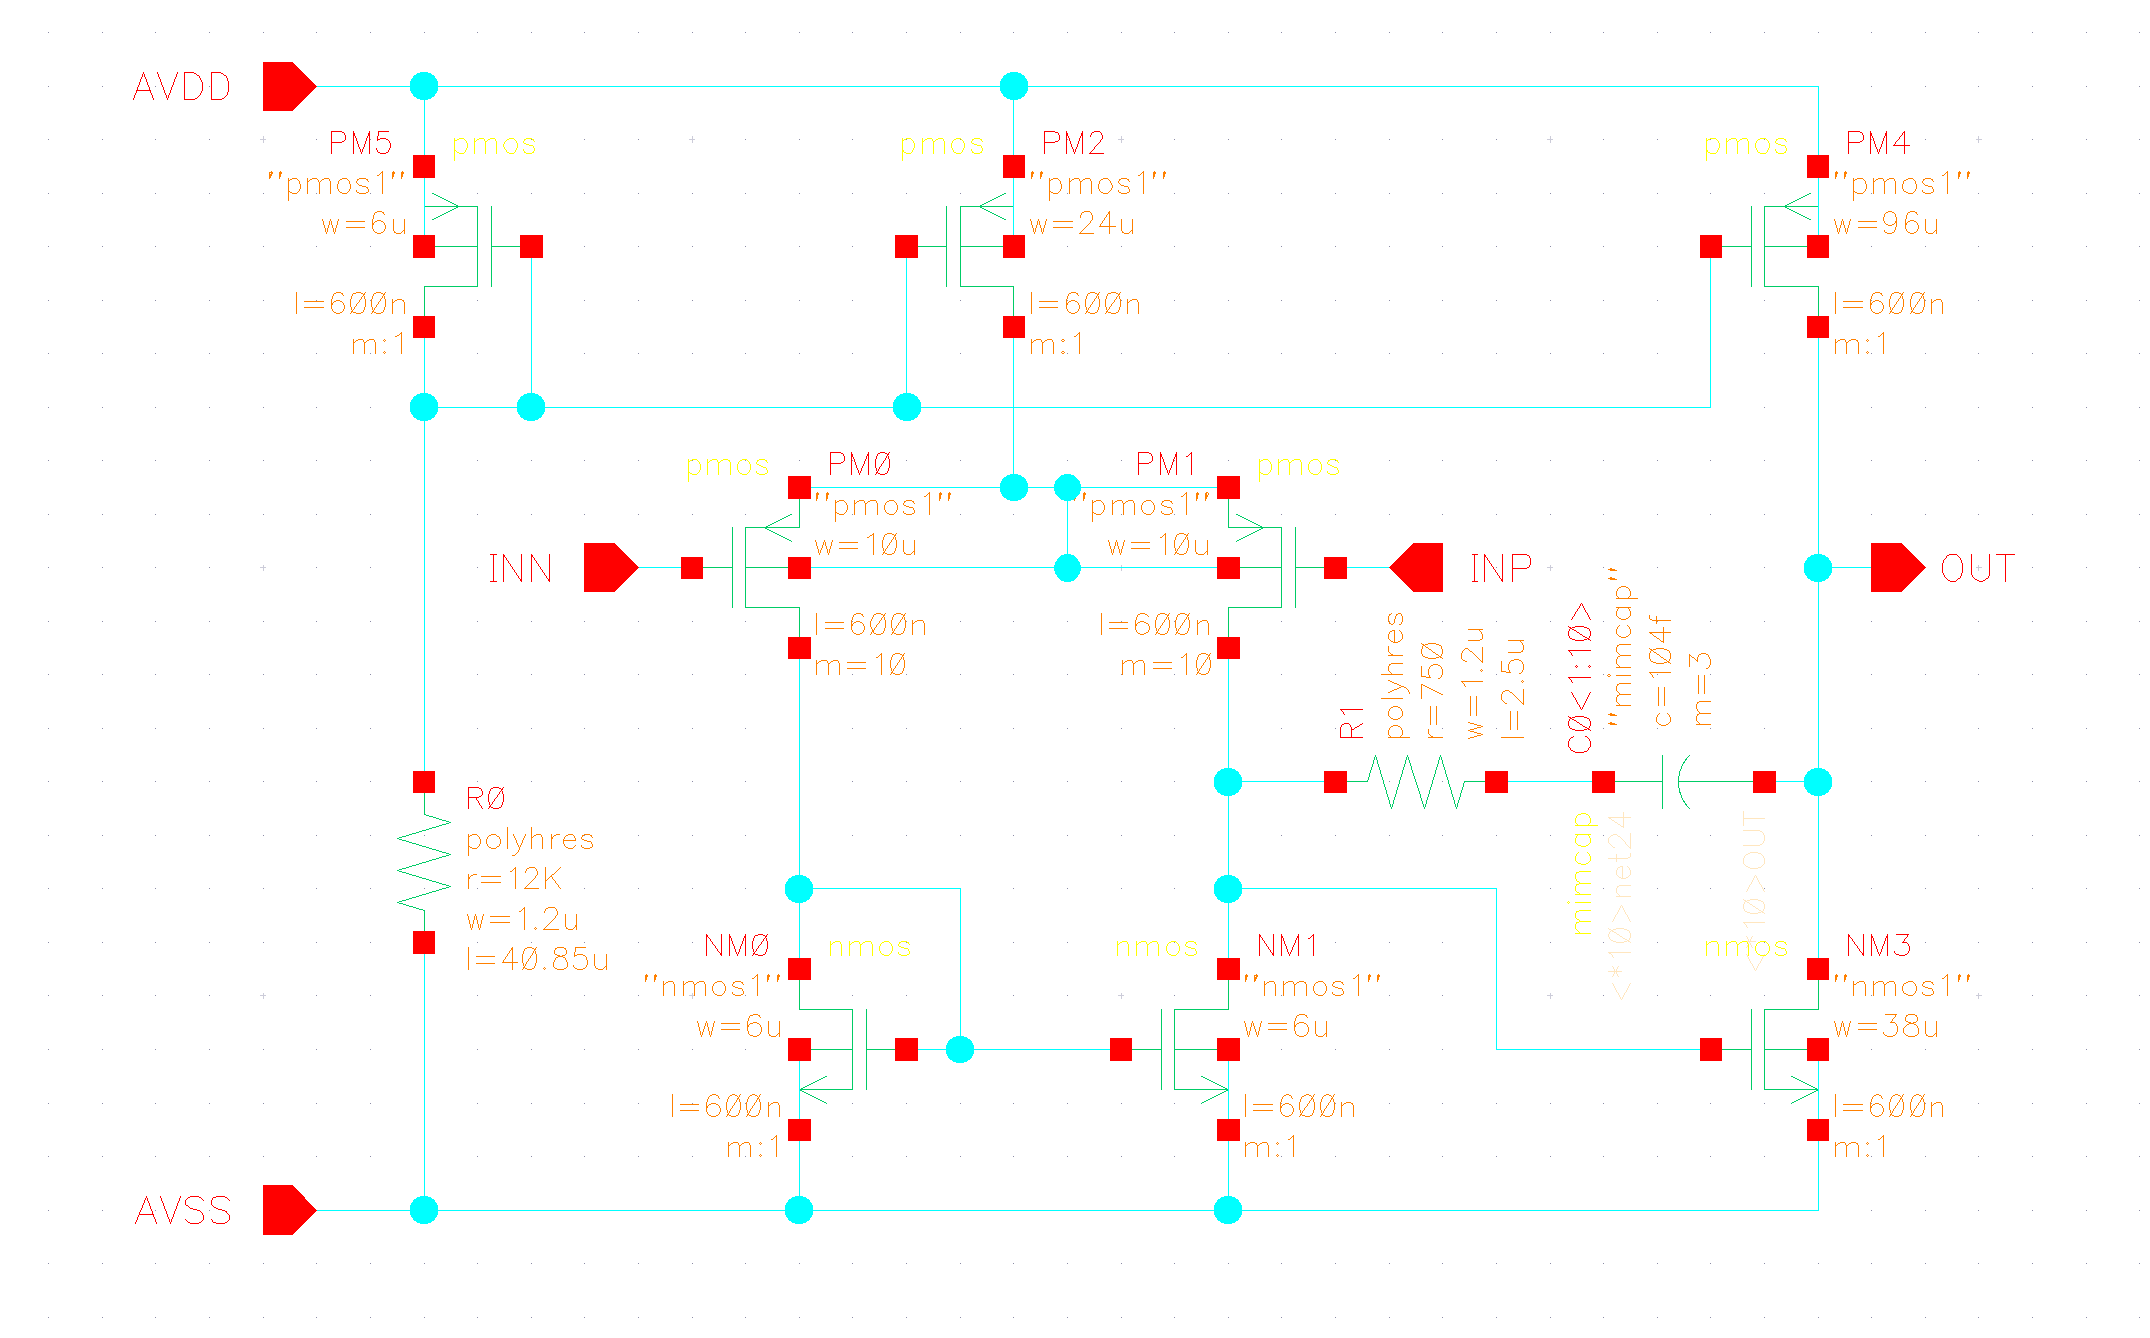 AVDD
PM5
pmos
"pmos1"
w=6u
l=600n
m:1
pmos
PM2
"pmos1"
w=24u
l=600n
m:1
pmos
PM4
"pmos1"
w=96u
l=600n
m:1
pmos
PM0
"pmos1"
w=10u
l=600n
m=10
INN
PM1
pmos
"pmos1"
w=10u
l=600n
m=10
INP
OUT
R1
polyhres
r=750
w=1.2u
l=2.5u
C0<1:10>
"mimcap"
c=104f
m=3
mimcap
<*10>net24
<*10>OUT
R0
polyhres
r=12K
w=1.2u
l=40.85u
NM0
nmos
"nmos1"
w=6u
l=600n
m:1
nmos
NM1
"nmos1"
w=6u
l=600n
m:1
nmos
NM3
"nmos1"
w=38u
l=600n
m:1
AVSS